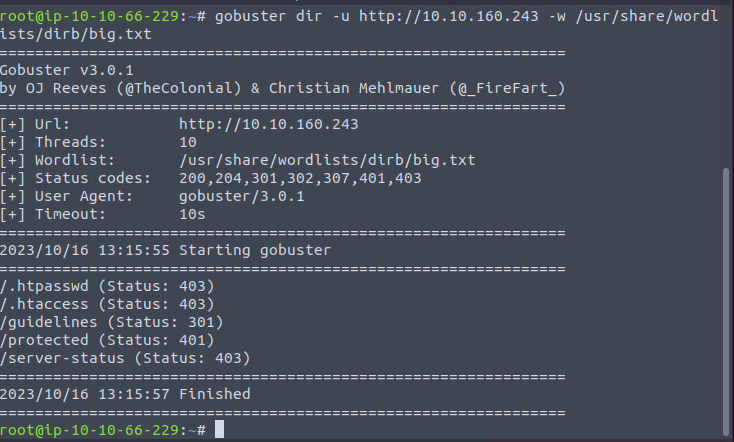 root@ip-10-10-66-229:~# gobuster dir -u http://10.10.160.243 -w /usr/share/wordl
ists/dirb/big.txt
===============================================================
Gobuster v3.0.1
by OJ Reeves (@TheColonial) & Christian Mehlmauer (@_FireFart_)
===============================================================
[+] Url:            http://10.10.160.243
[+] Threads:        10
[+] Wordlist:       /usr/share/wordlists/dirb/big.txt
[+] Status codes:   200,204,301,302,307,401,403
[+] User Agent:     gobuster/3.0.1
[+] Timeout:        10s
===============================================================
2023/10/16 13:15:55 Starting gobuster
===============================================================
/.htpasswd (Status: 403)
/.htaccess (Status: 403)
/guidelines (Status: 301)
/protected (Status: 401)
/server-status (Status: 403)
===============================================================
2023/10/16 13:15:57 Finished
===============================================================
root@ip-10-10-66-229:~#